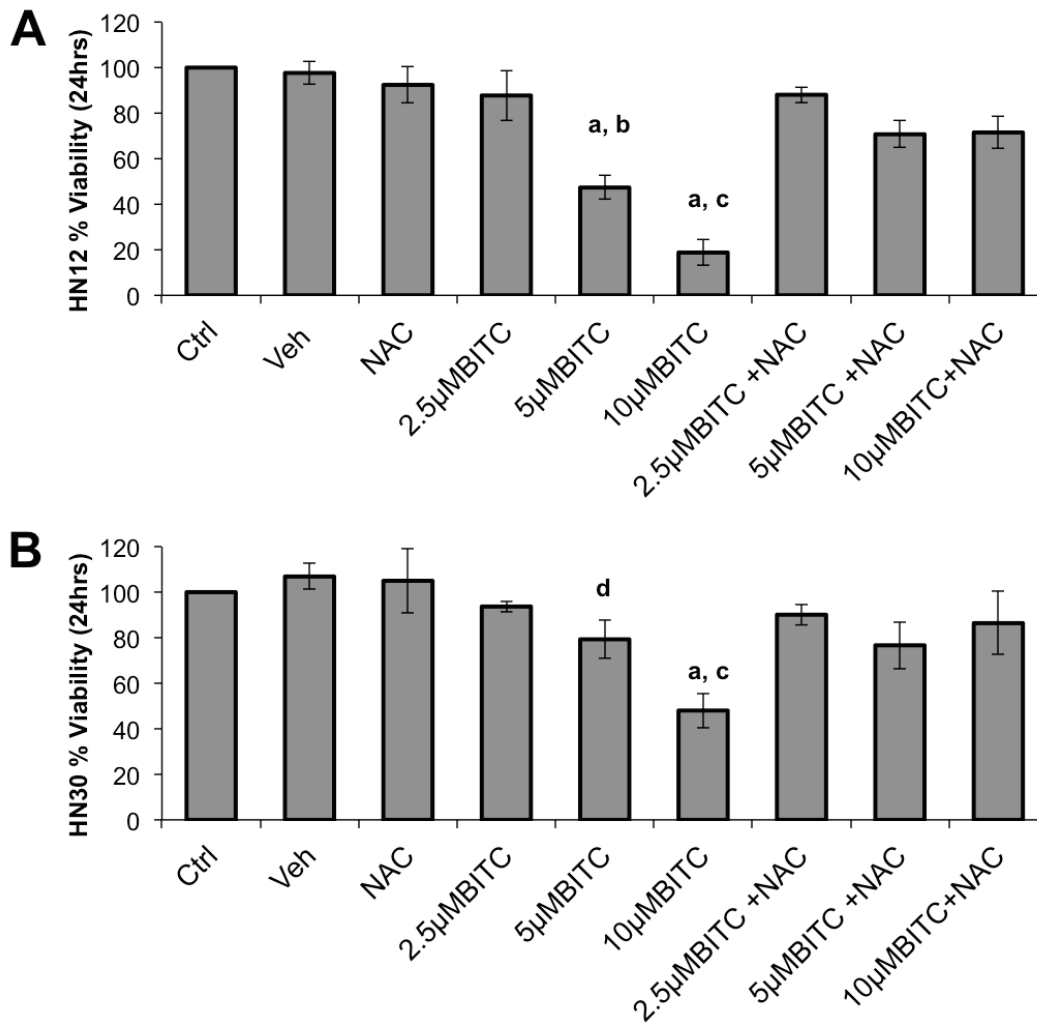 A
HN12 % Viability (24hrs)
120
100
80
60
40
20
0
a, b
a, c
Ctrl
Veh
NAC
2.5µMBITC
5µMBITC
10µMBITC
2.5µMBITC +NAC
5µMBITC +NAC
10µMBITC+NAC
B
HN30 % Viability (24hrs)
120
100
80
60
40
20
0
d
a, c
Ctrl
Veh
NAC
2.5µMBITC
5µMBITC
10µMBITC
2.5µMBITC +NAC
5µMBITC +NAC
10µMBITC+NAC